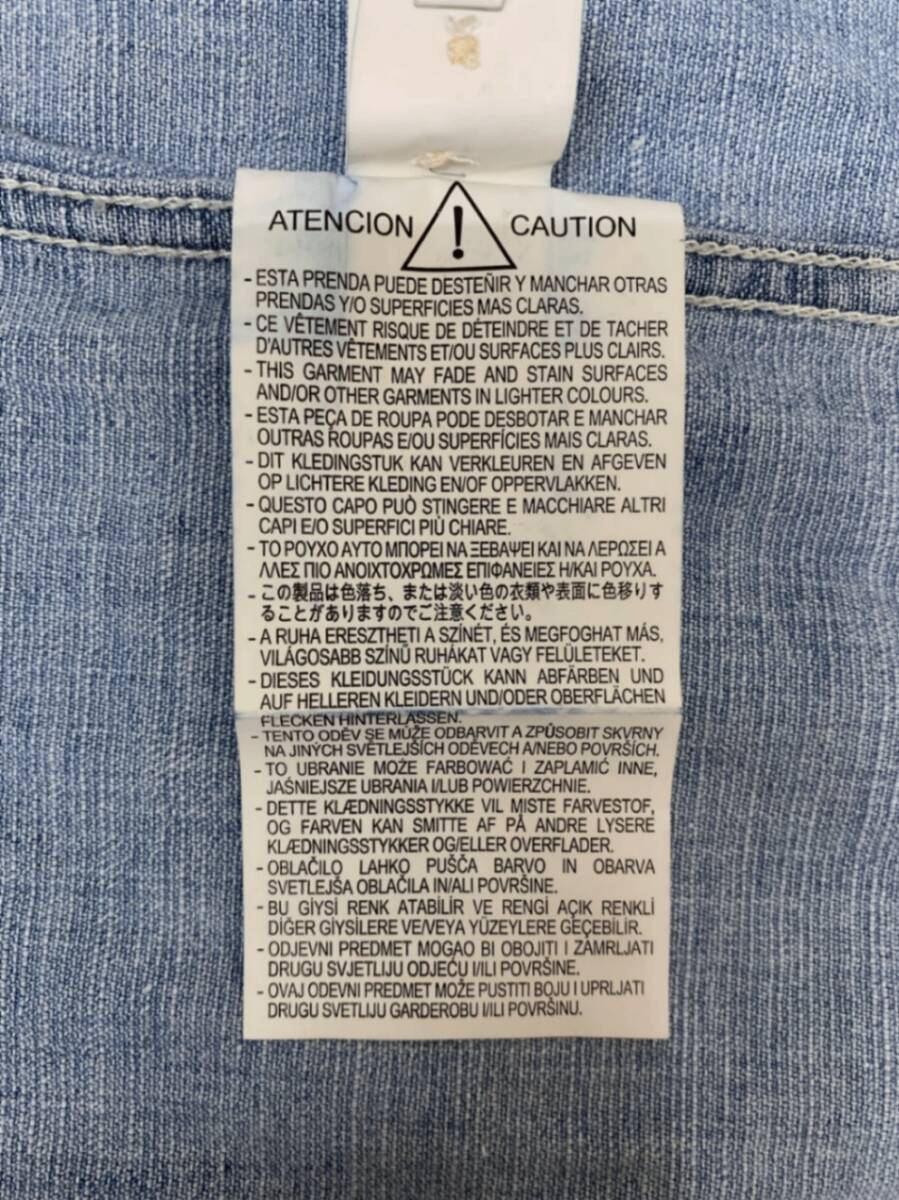 ATENCION ! CAUTION
- ESTA PRENDA PUEDE DESTEÑIR Y MANCHAR OTRAS
PRENDAS Y/O SUPERFICIES MAS CLARAS.
- CE VÊTEMENT RISQUE DE DÉTEINDRE ET DE TACHER
D'AUTRES VÊTEMENTS ET/OU SURFACES PLUS CLAIRS.
- THIS GARMENT MAY FADE AND STAIN SURFACES
AND/OR OTHER GARMENTS IN LIGHTER COLOURS.
- ESTA PEÇA DE ROUPA PODE DESBOTAR E MANCHAR
OUTRAS ROUPAS E/OU SUPERFÍCIES MAIS CLARAS.
- DIT KLEDINGSTUK KAN VERKLEUREN EN AFGEVEN
OP LICHTERE KLEDING EN/OF OPPERVLAKKEN.
- QUESTO CAPO PUÒ STINGERE E MACCHIARE ALTRI
CAPI E/O SUPERFICI PIÙ CHIARE.
- ΤΟ ΡΟΥΧΟ ΑΥΤΟ ΜΠΟΡΕΙ ΝΑ ΞΕΒΑΨΕΙ ΚΑΙ ΝΑ ΛΕΡΩΣΕΙ Α
ΛΛΕΣ ΠΙΟ ΑΝΟΙΧΤΟΧΡΩΜΕΣ ΕΠΙΦΑΝΕΙΕΣ Η/ΚΑΙ ΡΟΥΧΑ.
- この製品は色落ち、または淡い色の衣類や表面に色移りす
ることがありますのでご注意ください。
- A RUHA ERESZTHETI A SZÍNÉT, ÉS MEGFOGHAT MÁS,
VILÁGOSABB SZÍNŰ RUHÁKAT VAGY FELÜLETEKET.
- DIESES KLEIDUNGSSTÜCK KANN ABFÄRBEN UND
AUF HELLEREN KLEIDERN UND/ODER OBERFLÄCHEN
FLECKEN HINTERLASSEN.
- TENTO ODĚV SE MŮŽE ODBARVIT A ZPŮSOBIT SKVRNY
NA JINÝCH SVĚTLEJŠÍCH ODĚVECH A/NEBO POVRŠÍCH.
- TO UBRANIE MOŻE FARBOWAĆ I ZAPLAMIĆ INNE,
JAŚNIEJSZE UBRANIA I/LUB POWIERZCHNIE.
- DETTE KLÆDNINGSSTYKKE VIL MISTE FARVESTOF,
OG FARVEN KAN SMITTE AF PÅ ANDRE LYSERE
KLÆDNINGSSTYKKER OG/ELLER OVERFLADER.
- OBLAČILO LAHKO PUŠČA BARVO IN OBARVA
SVETLEJŠA OBLAČILA IN/ALI POVRŠINE.
- BU GİYSİ RENK ATABİLİR VE RENGİ AÇIK RENKLİ
DİĞER GİYSİLERE VE/VEYA YÜZEYLERE GEÇEBİLİR.
- ODJEVNI PREDMET MOGAO BI OBOJITI I ZAMRLJATI
DRUGU SVJETLIJU ODJEĆU I/ILI POVRŠINE.
- OVAJ ODEVNI PREDMET MOŽE PUSTITI BOJU I UPRLJATI
DRUGU SVETLIJU GARDEROBU I/ILI POVRŠINU.